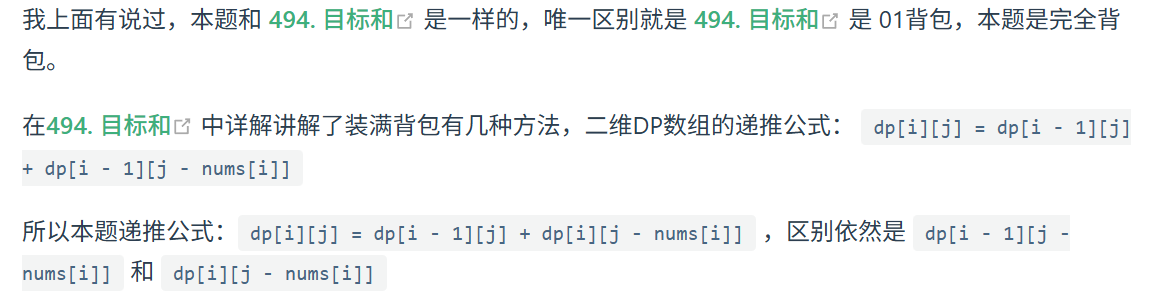 我上面有说过，本题和 494. 目标和 是一样的，唯一区别就是 494. 目标和 是 01背包，本题是完全背
包。
在494. 目标和 中详解讲解了装满背包有几种方法，二维DP数组的递推公式： dp[i][j] = dp[i - 1][j]
+ dp[i - 1][j - nums[i]]
所以本题递推公式： dp[i][j] = dp[i - 1][j] + dp[i][j - nums[i]] ，区别依然是 dp[i - 1][j -
nums[i]] 和 dp[i][j - nums[i]]